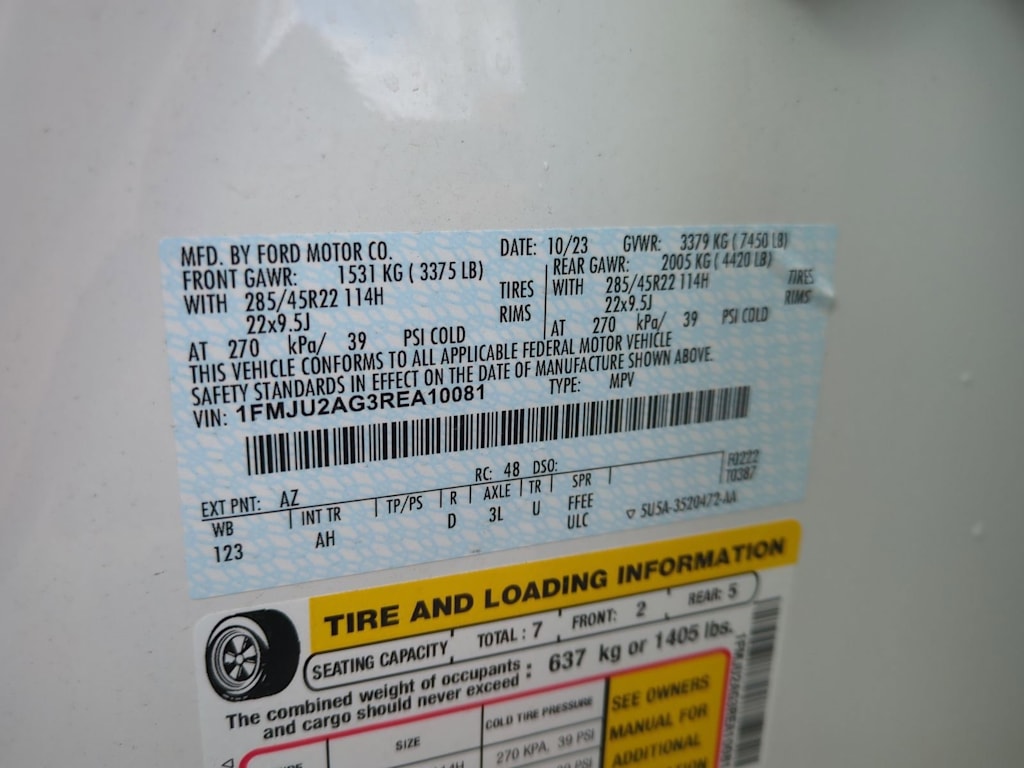 MFD. BY FORD MOTOR CO. DATE: 10/23 GVWR: 3379 KG ( 7450 LB)
FRONT GAWR: 1531 KG ( 3375 LB) REAR GAWR: 2005 KG ( 4420 LB)
WITH 285/45R22 114H TIRES WITH 285/45R22 114H TIRES
22x9.5J RIMS 22x9.5J RIMS
AT 270 kPa/ 39 PSI COLD AT 270 kPa/ 39 PSI COLD
THIS VEHICLE CONFORMS TO ALL APPLICABLE FEDERAL MOTOR VEHICLE
SAFETY STANDARDS IN EFFECT ON THE DATE OF MANUFACTURE SHOWN ABOVE.
VIN: 1FMJU2AG3REA10081 TYPE: MPV
EXT PNT: AZ RC: 48 DSO: F0222
T0387
WB INT TR TP/PS R AXLE TR SPR
123 AH D 3L U FFEE
ULC
5U5A-3520472-AA
TIRE AND LOADING INFORMATION
SEATING CAPACITY TOTAL : 7 FRONT: 2 REAR: 5
The combined weight of occupants
and cargo should never exceed : 637 kg or 1405 lbs.
SIZE COLD TIRE PRESSURE
270 KPA, 39 PSI
SEE OWNERS
MANUAL FOR
ADDITIONAL